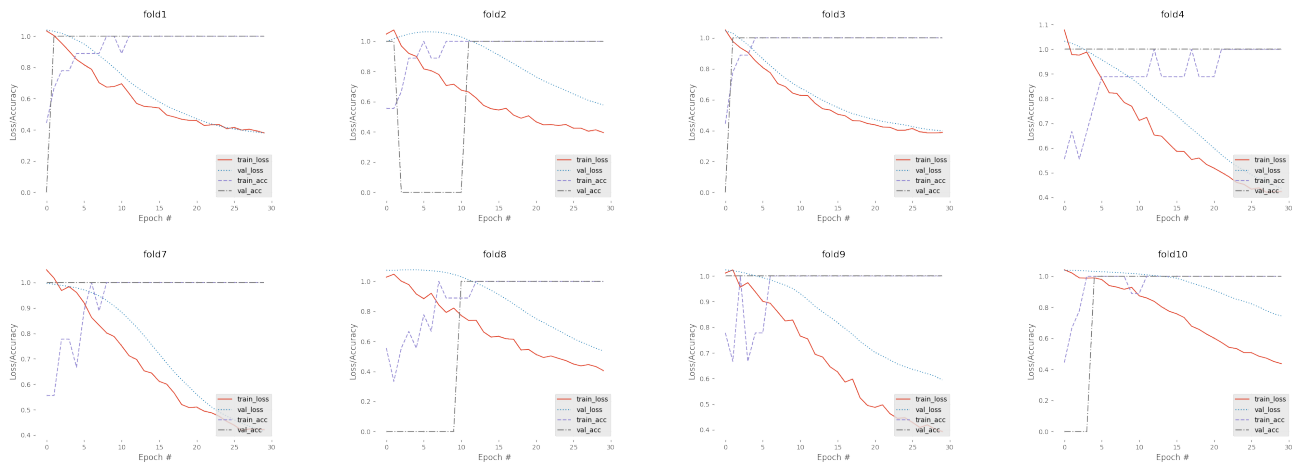 fold1
Loss/Accuracy
1.0
0.8
0.6
0.4
0.2
0.0
0
5
10
15
20
25
30
Epoch #
train_loss
val_loss
train_acc
val_acc
fold2
Loss/Accuracy
1.0
0.8
0.6
0.4
0.2
0.0
0
5
10
15
20
25
30
Epoch #
train_loss
val_loss
train_acc
val_acc
fold3
Loss/Accuracy
1.0
0.8
0.6
0.4
0.2
0.0
0
5
10
15
20
25
30
Epoch #
train_loss
val_loss
train_acc
val_acc
fold4
Loss/Accuracy
1.1
1.0
0.9
0.8
0.7
0.6
0.5
0.4
0
5
10
15
20
25
30
Epoch #
train_loss
val_loss
train_acc
val_acc
fold7
Loss/Accuracy
1.0
0.9
0.8
0.7
0.6
0.5
0.4
0
5
10
15
20
25
30
Epoch #
train_loss
val_loss
train_acc
val_acc
fold8
Loss/Accuracy
1.0
0.8
0.6
0.4
0.2
0.0
0
5
10
15
20
25
30
Epoch #
train_loss
val_loss
train_acc
val_acc
fold9
Loss/Accuracy
1.0
0.9
0.8
0.7
0.6
0.5
0.4
0
5
10
15
20
25
30
Epoch #
train_loss
val_loss
train_acc
val_acc
fold10
Loss/Accuracy
1.0
0.8
0.6
0.4
0.2
0.0
0
5
10
15
20
25
30
Epoch #
train_loss
val_loss
train_acc
val_acc